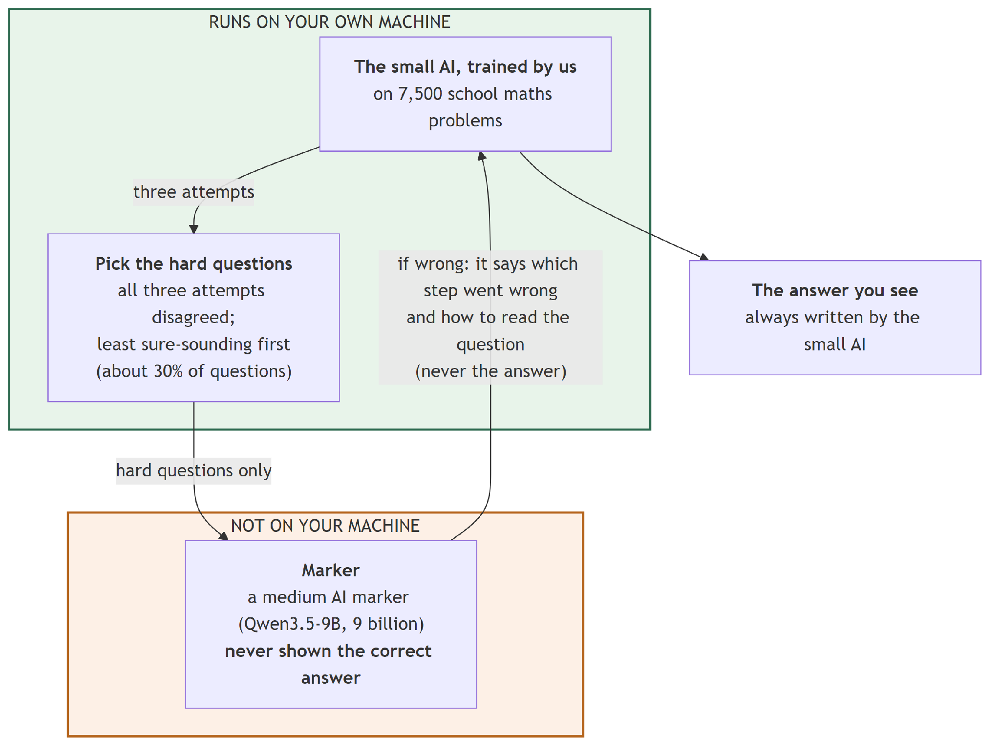 RUNS ON YOUR OWN MACHINE
The small AI, trained by us
on 7,500 school maths
problems
three attempts
Pick the hard questions
all three attempts
disagreed;
least sure-sounding first
(about 30% of questions)
if wrong: it says which
step went wrong
and how to read the
question
(never the answer)
The answer you see
always written by the
small AI
hard questions only
NOT ON YOUR MACHINE
Marker
a medium AI marker
(Qwen3.5-9B, 9 billion)
never shown the correct
answer